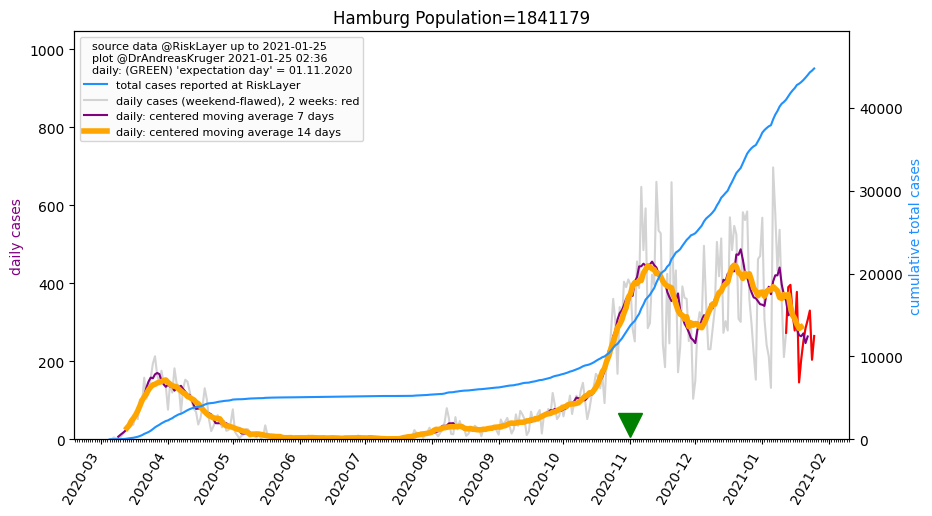 Hamburg Population=1841179
source data @RiskLayer up to 2021-01-25
plot @DrAndreasKruger 2021-01-25 02:36
daily: (GREEN) 'expectation day' = 01.11.2020
total cases reported at RiskLayer
daily cases (weekend-flawed), 2 weeks: red
daily: centered moving average 7 days
daily: centered moving average 14 days
daily cases
1000
800
600
400
200
0
cumulative total cases
40000
30000
20000
10000
0
2020-03
2020-04
2020-05
2020-06
2020-07
2020-08
2020-09
2020-10
2020-11
2020-12
2021-01
2021-02